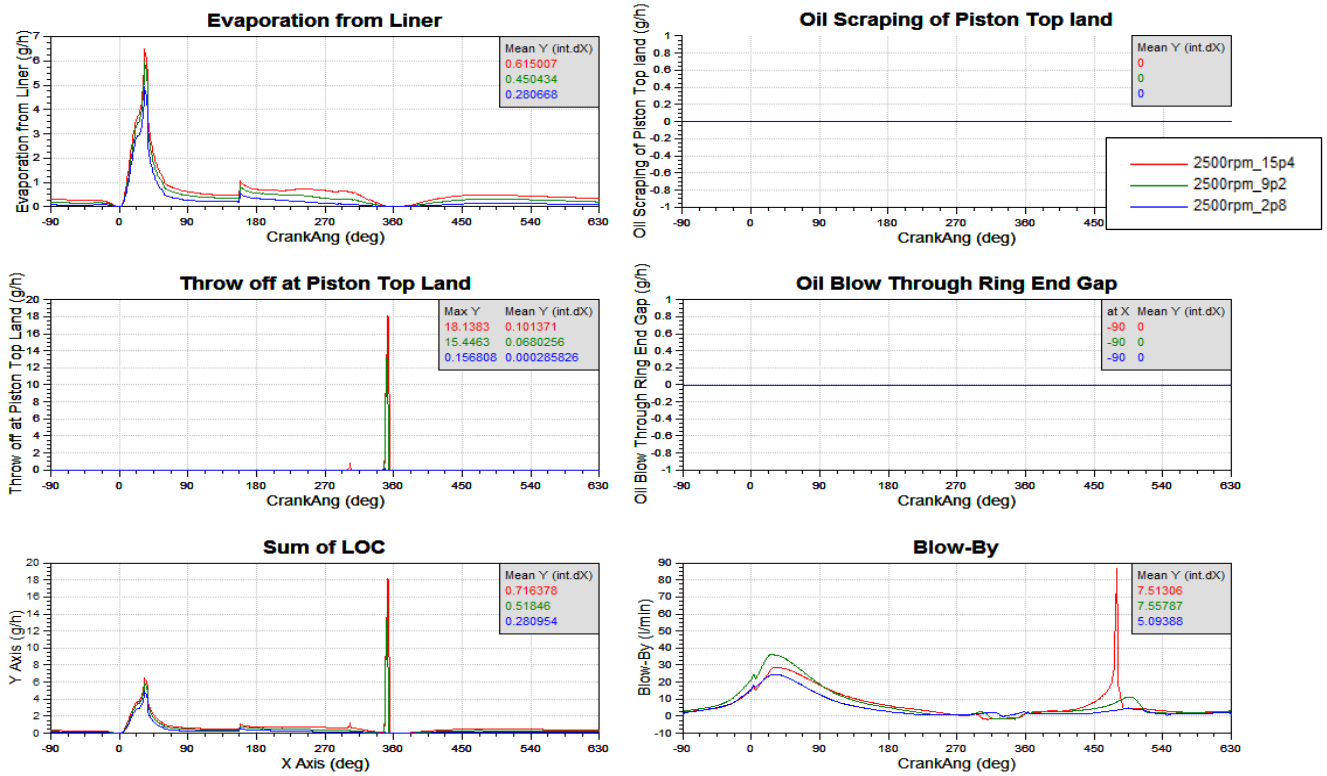 Evaporation from Liner
Evaporation from Liner (g/h)
7
6
5
4
3
2
1
0
Mean Y (int.dX)
0.615007
0.450434
0.280668
-90 0 90 180 270 360 450 540 630
CrankAng (deg)
Oil Scraping of Piston Top land
Oil Scraping of Piston Top land (g/h)
1
0.8
0.6
0.4
0.2
0
-0.2
-0.4
-0.6
-0.8
-1
Mean Y (int.dX)
0
0
0
2500rpm_15p4
2500rpm_9p2
2500rpm_2p8
-90 0 90 180 270 360 450 540 630
CrankAng (deg)
Throw off at Piston Top Land
Throw off at Piston Top Land (g/h)
20
18
16
14
12
10
8
6
4
2
0
Max Y Mean Y (int.dX)
18.1383 0.101371
15.4463 0.0680256
0.156808 0.000285826
-90 0 90 180 270 360 450 540 630
CrankAng (deg)
Oil Blow Through Ring End Gap
Oil Blow Through Ring End Gap (g/h)
1
0.8
0.6
0.4
0.2
0
-0.2
-0.4
-0.6
-0.8
-1
at X Mean Y (int.dX)
-90 0
-90 0
-90 0
-90 0 90 180 270 360 450 540 630
CrankAng (deg)
Sum of LOC
Y Axis (g/h)
20
18
16
14
12
10
8
6
4
2
0
Mean Y (int.dX)
0.716378
0.51846
0.280954
-90 0 90 180 270 360 450 540 630
X Axis (deg)
Blow-By
Blow-By (l/min)
90
80
70
60
50
40
30
20
10
0
-10
Mean Y (int.dX)
7.51306
7.55787
5.09388
-90 0 90 180 270 360 450 540 630
CrankAng (deg)